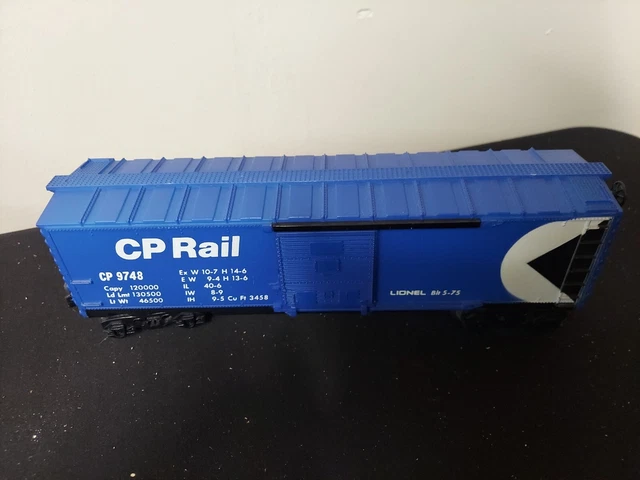 CP Rail
CP 9748
Capy 120000
Ld Lmt 130500
Lt Wt 46500
Ex W 10-7 H 14-6
E W 9-4 H 13-6
IL 40-6
IW 8-9
IH 9-5 Cu Ft 3458
LIONEL Blt 5-75